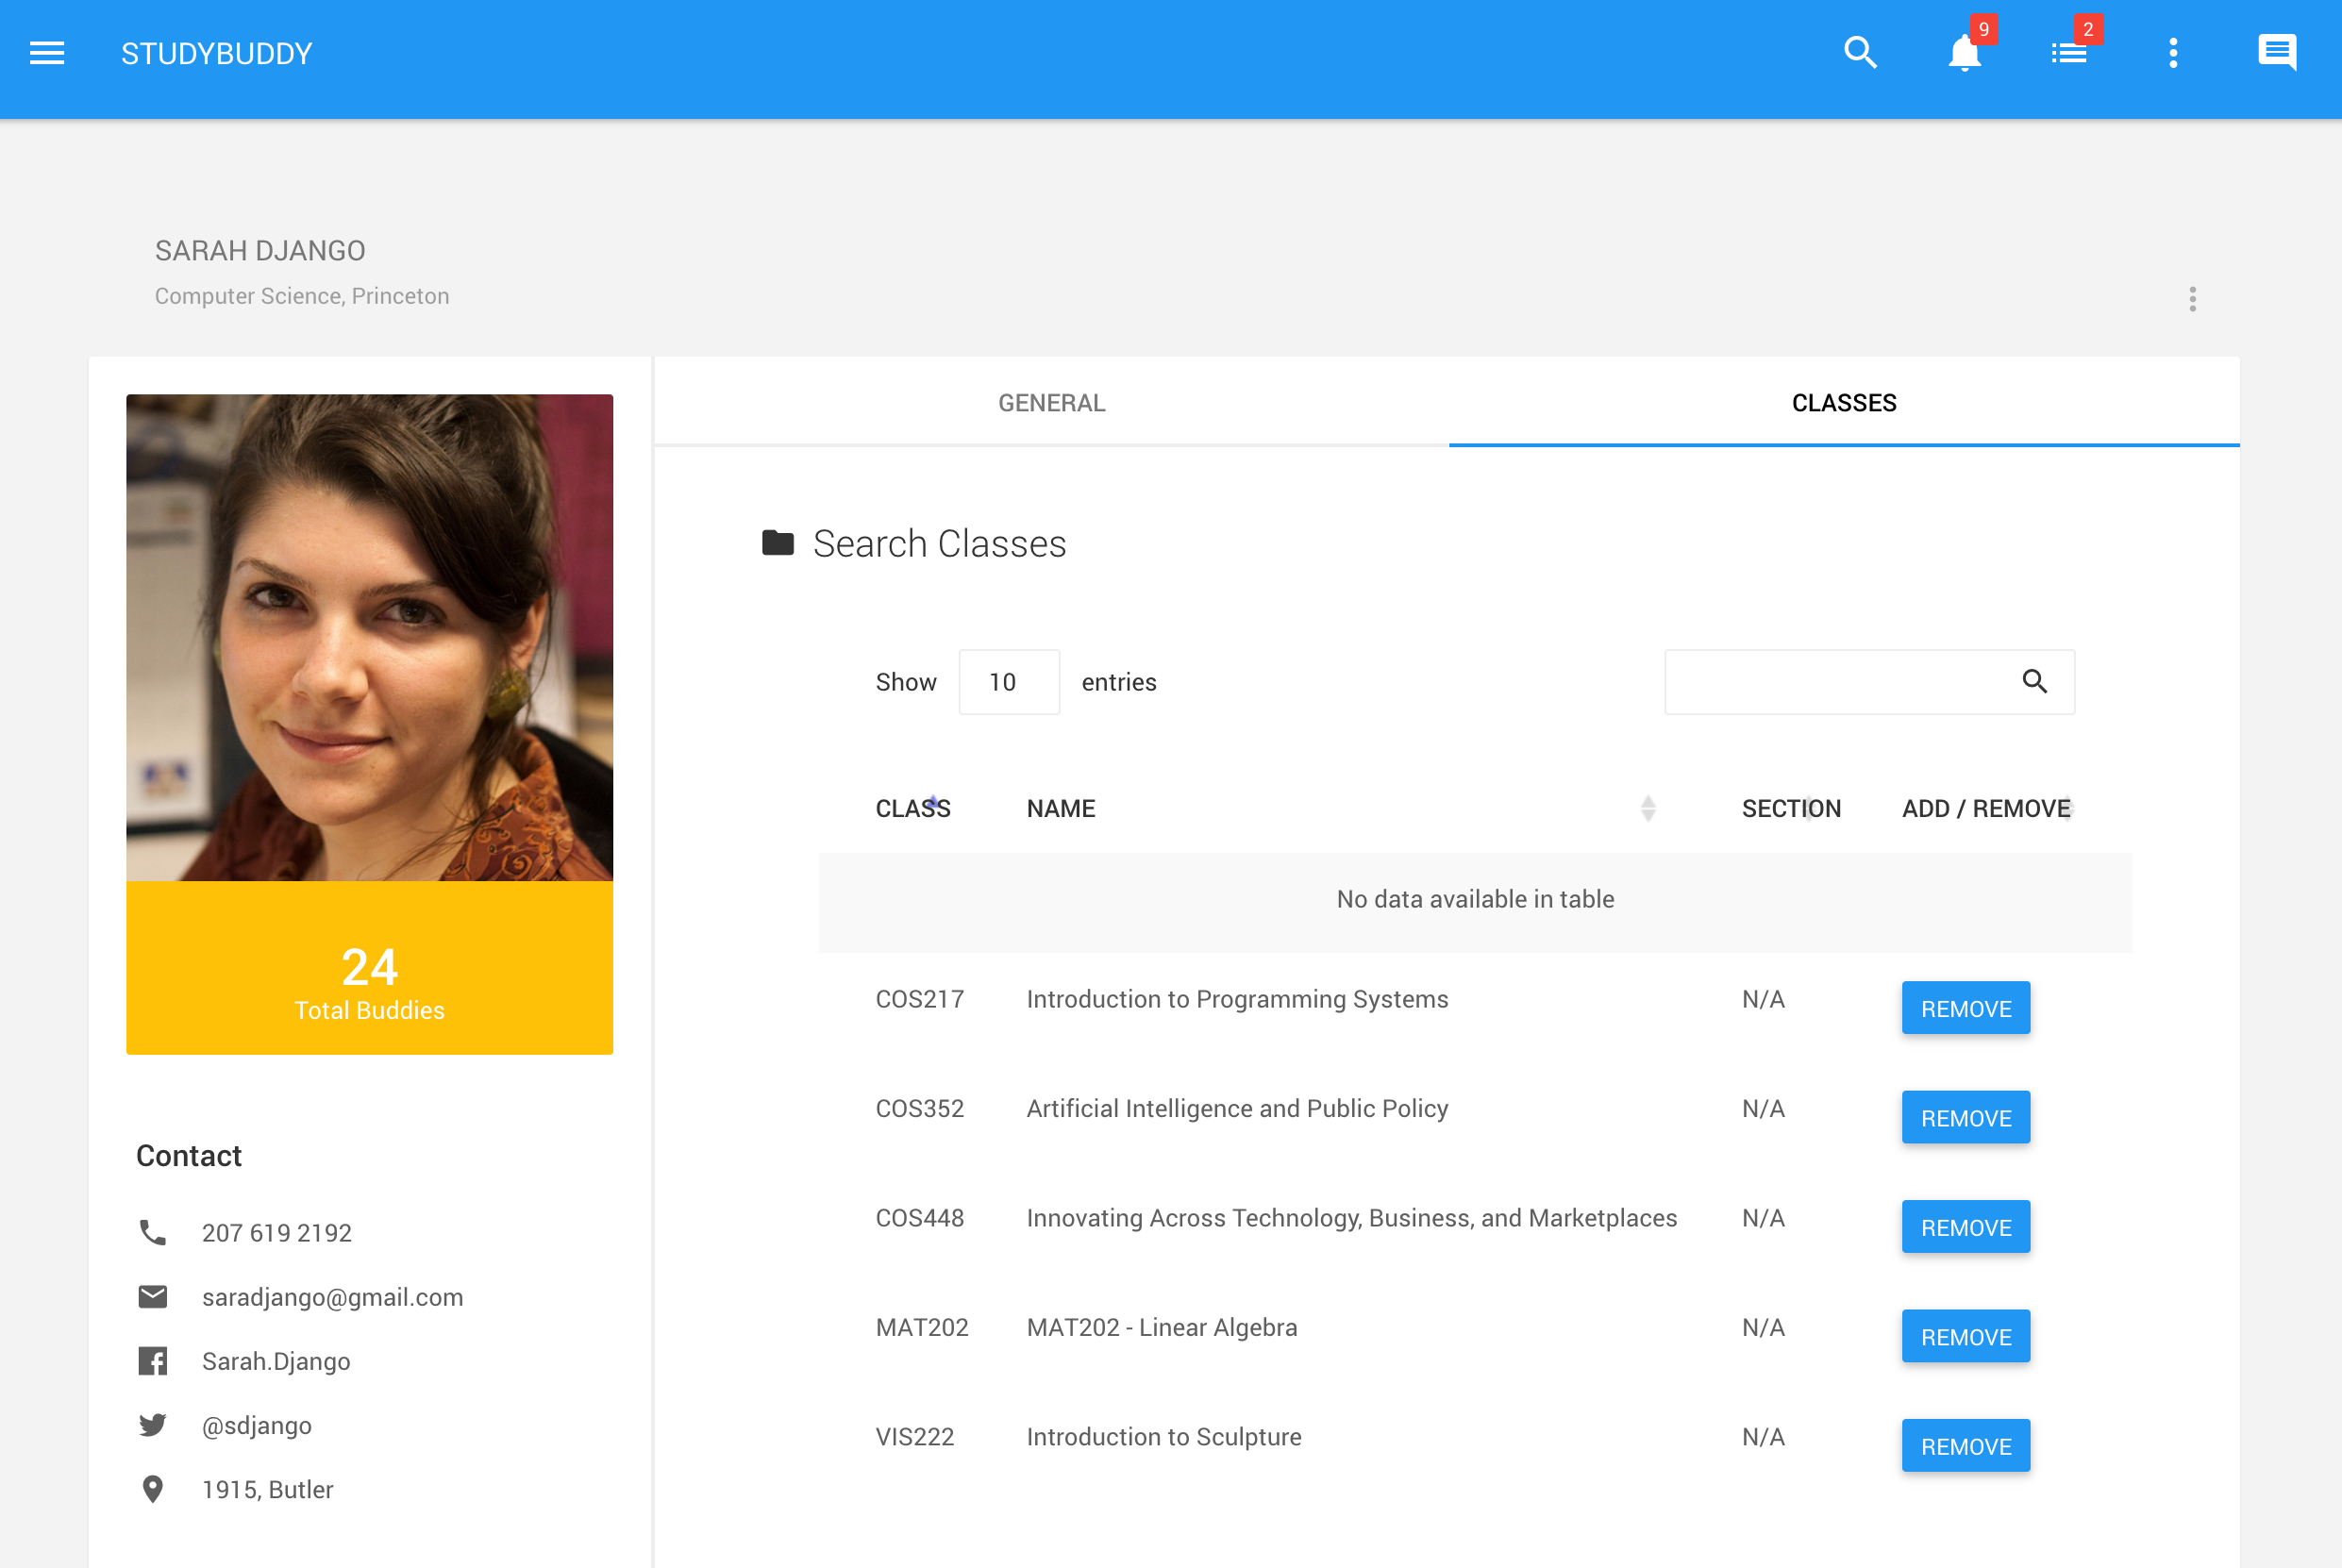 STUDYBUDDY
9
2
SARAH DJANGO
Computer Science, Princeton
24
Total Buddies
Contact
207 619 2192
saradjango@gmail.com
Sarah.Django
@sdjango
1915, Butler
GENERAL CLASSES
Search Classes
Show 10 entries
CLASS NAME SECTION ADD / REMOVE
No data available in table
COS217 Introduction to Programming Systems N/A REMOVE
COS352 Artificial Intelligence and Public Policy N/A REMOVE
COS448 Innovating Across Technology, Business, and Marketplaces N/A REMOVE
MAT202 MAT202 - Linear Algebra N/A REMOVE
VIS222 Introduction to Sculpture N/A REMOVE